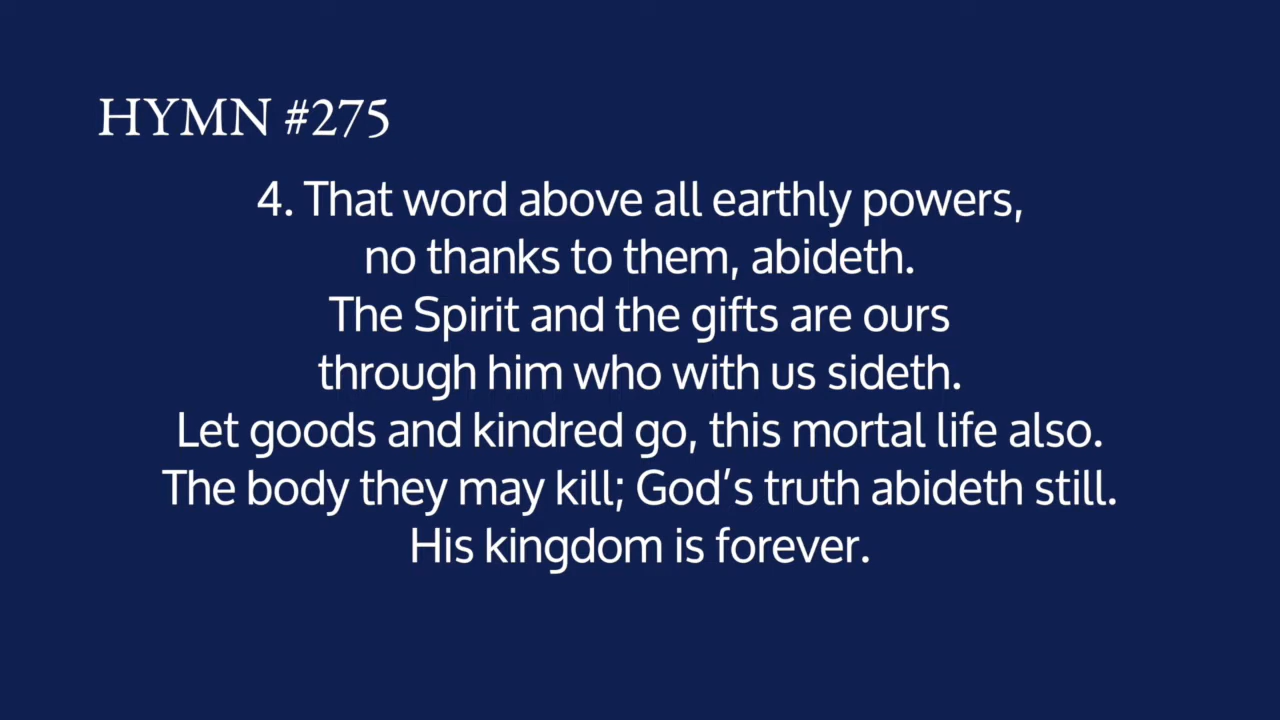 HYMN #275
4. That word above all earthly powers,
no thanks to them, abideth.
The Spirit and the gifts are ours
through him who with us sideth.
Let goods and kindred go, this mortal life also.
The body they may kill; God’s truth abideth still.
His kingdom is forever.